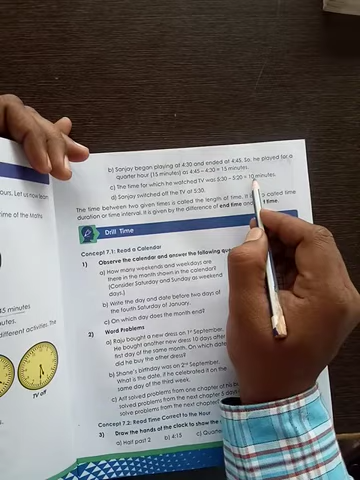 b) Sanjay began playing at 4:30 and ended at 4:45. So, he played for a
quarter hour (15 minutes) as 4:45 – 4:30 = 15 minutes.
c) The time for which he watched TV was 5:30 – 5:20 = 10 minutes.
d) Sanjay switched off the TV at 5:30.
The time between two given times is called the length of time. It is called time
duration or time interval. It is given by the difference of end time and time.
Drill Time
Concept 7.1: Read a Calendar
1) Observe the calendar and answer the following
a) How many weekends and weekdays are
there in the month shown in the calendar?
(Consider Saturday and Sunday as weekend
days.)
b) Write the day and date before two days of
the fourth Saturday of January.
c) On which day does the month end?
2) Word Problems
a) Raju bought a new dress on 1st September.
He bought another new dress 10 days after
first day of the same month. On which date
did he buy the other dress?
b) Shane's birthday was on 2nd September.
What is the date, if he celebrated it on the
same day of the third week.
c) Arif solved problems from one chapter of his
solved problems from the next chapter 5 days
solve problems from the next chapter
Concept 7.2: Read Time Correct to the Hour
3) Draw the hands of the clock to show the
a) Half past 2 b) 4:15 c) Quarter
ours. Let us now learn
time of the Maths
45 minutes
nutes.
different activities. The
TV off